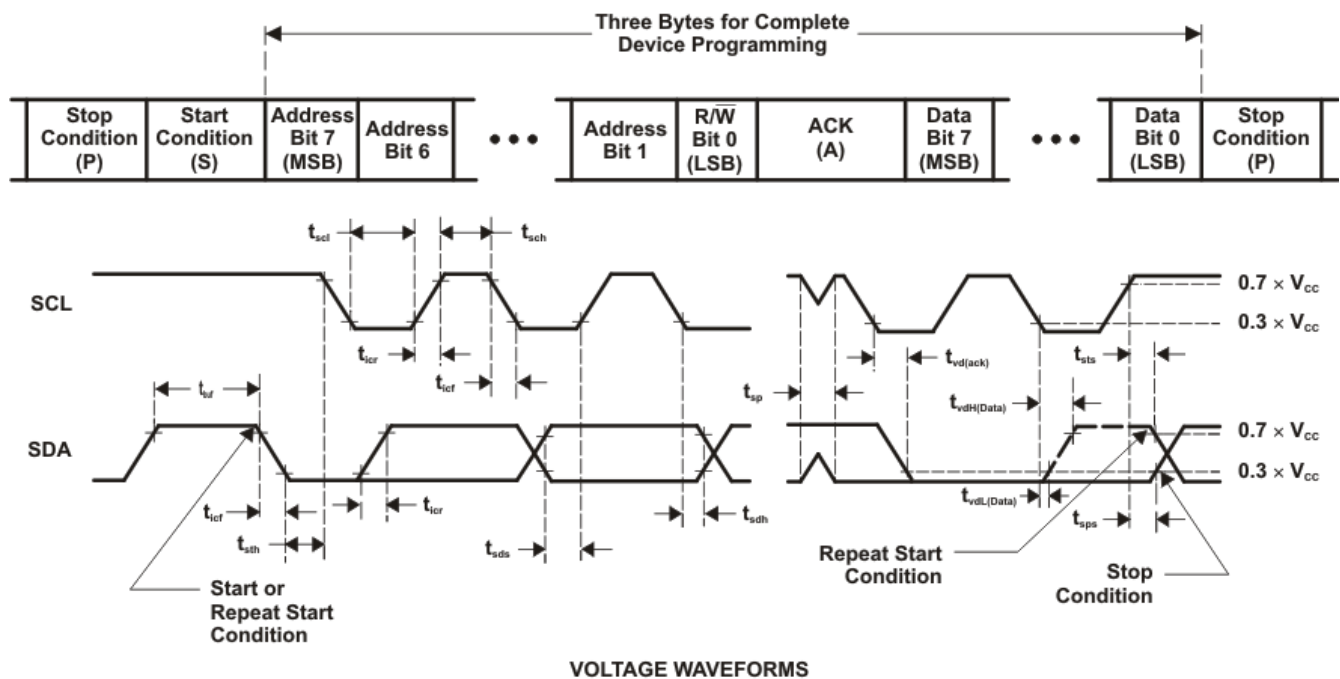 Three Bytes for Complete
Device Programming
Stop
Condition
(P)
Start
Condition
(S)
Address
Bit 7
(MSB)
Address
Bit 6
•••
Address
Bit 1
R/W̅
Bit 0
(LSB)
ACK
(A)
Data
Bit 7
(MSB)
•••
Data
Bit 0
(LSB)
Stop
Condition
(P)
tscl
tsch
0.7 × Vcc
SCL
0.3 × Vcc
ticr
tvd(ack)
tsts
ticf
tsp
tvdH(Data)
tbuf
0.7 × Vcc
SDA
0.3 × Vcc
ticf
ticr
tsdh
tvdL(Data)
tsth
tsds
tsps
Start or
Repeat Start
Condition
Repeat Start
Condition
Stop
Condition
VOLTAGE WAVEFORMS